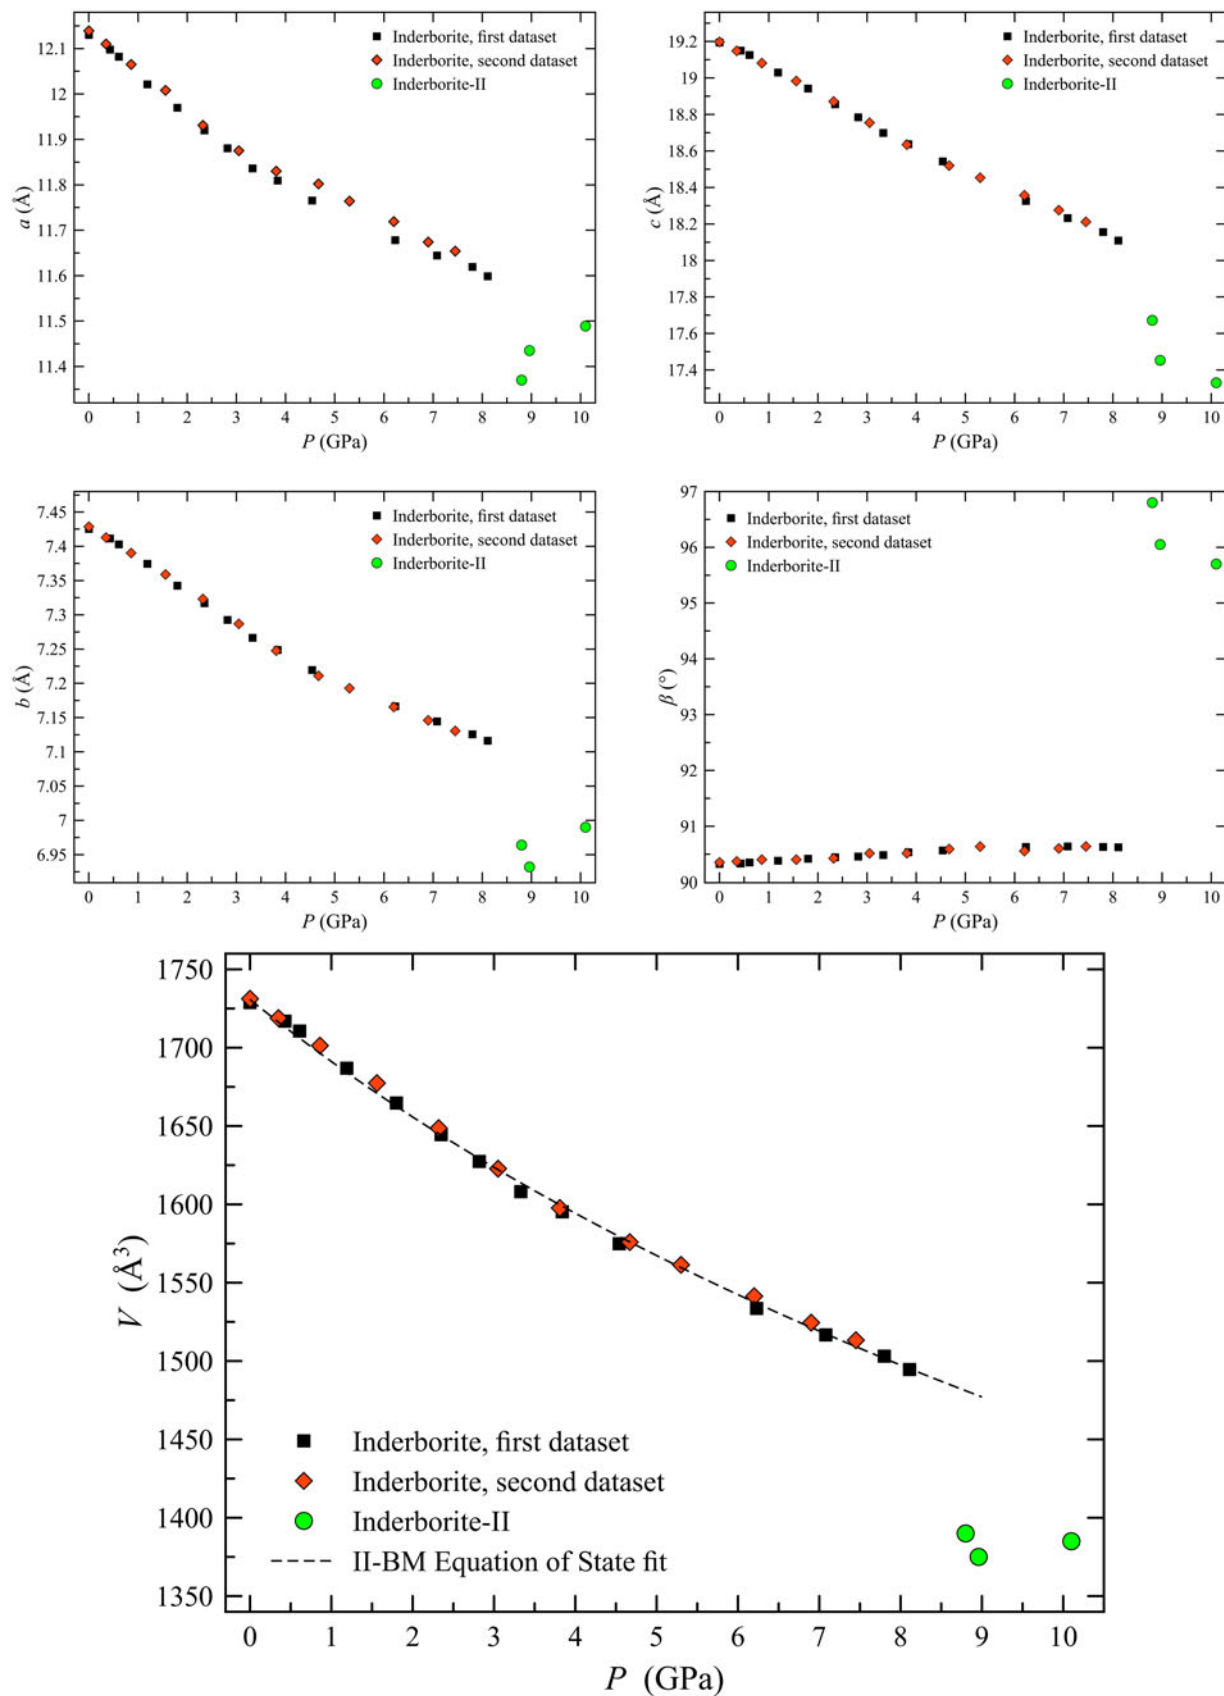 12.1
12
11.9
11.8
11.7
11.6
11.5
11.4
a (Å)
Inderborite, first dataset
Inderborite, second dataset
Inderborite-II
0 1 2 3 4 5 6 7 8 9 10
P (GPa)
19.2
19
18.8
18.6
18.4
18.2
18
17.8
17.6
17.4
c (Å)
Inderborite, first dataset
Inderborite, second dataset
Inderborite-II
0 1 2 3 4 5 6 7 8 9 10
P (GPa)
7.45
7.4
7.35
7.3
7.25
7.2
7.15
7.1
7.05
7
6.95
b (Å)
Inderborite, first dataset
Inderborite, second dataset
Inderborite-II
0 1 2 3 4 5 6 7 8 9 10
P (GPa)
97
96
95
94
93
92
91
90
β (°)
Inderborite, first dataset
Inderborite, second dataset
Inderborite-II
0 1 2 3 4 5 6 7 8 9 10
P (GPa)
1750
1700
1650
1600
1550
1500
1450
1400
1350
V (Å³)
Inderborite, first dataset
Inderborite, second dataset
Inderborite-II
II-BM Equation of State fit
0 1 2 3 4 5 6 7 8 9 10
P (GPa)